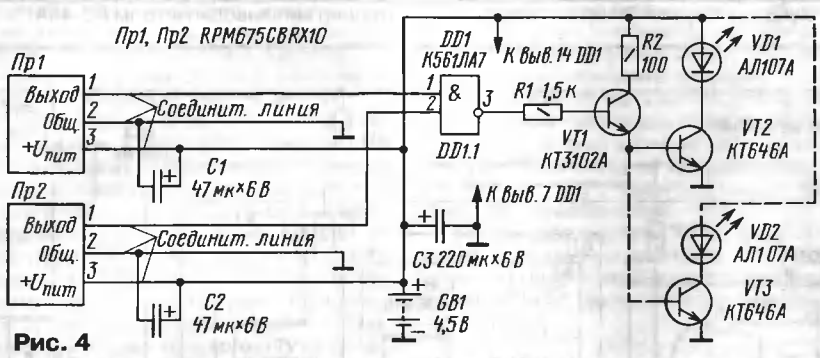 Пр1, Пр2 RPM675CBRX10
Пр1
Выход
Общ.
+Uпит
1
2
3
Соединит. линия
С1
47 мк×6 В
Пр2
Выход
Общ.
+Uпит
1
2
3
Соединит. линия
С2
47 мк×6 В
DD1
К561ЛА7
1
2
&
3
DD1.1
К выв. 14 DD1
К выв. 7 DD1
С3 220 мк×6 В
GB1
4,5 В
R1 1,5 к
R2
100
VT1
КТ3102А
VD1
АЛ107А
VT2
КТ646А
VD2
АЛ107А
VT3
КТ646А
Рис. 4